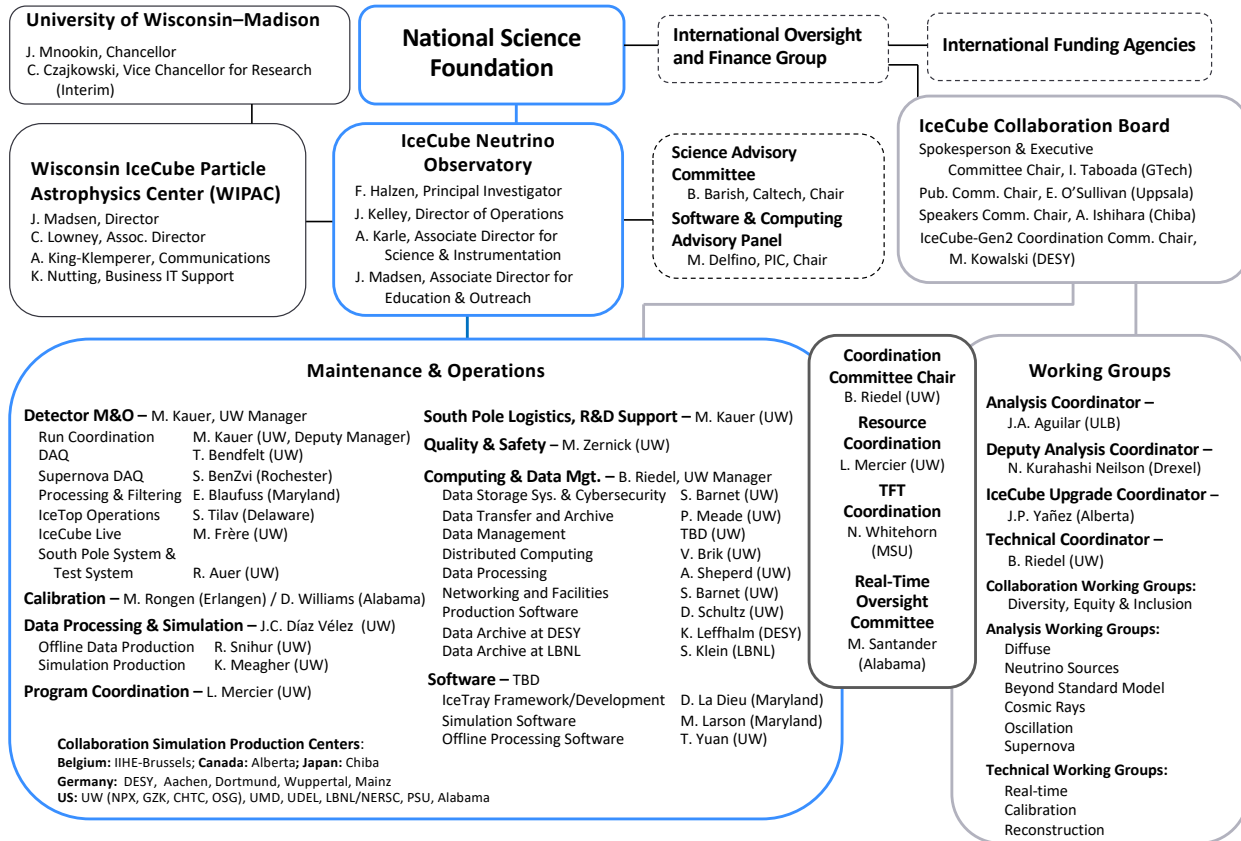 University of Wisconsin–Madison
J. Mnookin, Chancellor
C. Czajkowski, Vice Chancellor for Research
(Interim)
National Science
Foundation
International Oversight
and Finance Group
International Funding Agencies
Wisconsin IceCube Particle
Astrophysics Center (WIPAC)
J. Madsen, Director
C. Lowney, Assoc. Director
A. King-Klemperer, Communications
K. Nutting, Business IT Support
IceCube Neutrino
Observatory
F. Halzen, Principal Investigator
J. Kelley, Director of Operations
A. Karle, Associate Director for
Science & Instrumentation
J. Madsen, Associate Director for
Education & Outreach
Science Advisory
Committee
B. Barish, Caltech, Chair
Software & Computing
Advisory Panel
M. Delfino, PIC, Chair
IceCube Collaboration Board
Spokesperson & Executive
Committee Chair, I. Taboada (GTech)
Pub. Comm. Chair, E. O’Sullivan (Uppsala)
Speakers Comm. Chair, A. Ishihara (Chiba)
IceCube-Gen2 Coordination Comm. Chair,
M. Kowalski (DESY)
Maintenance & Operations
Detector M&O – M. Kauer, UW Manager
Run Coordination M. Kauer (UW, Deputy Manager)
DAQ T. Bendfelt (UW)
Supernova DAQ S. BenZvi (Rochester)
Processing & Filtering E. Blaufuss (Maryland)
IceTop Operations S. Tilav (Delaware)
IceCube Live M. Frère (UW)
South Pole System &
Test System R. Auer (UW)
Calibration – M. Rongen (Erlangen) / D. Williams (Alabama)
Data Processing & Simulation – J.C. Díaz Vélez (UW)
Offline Data Production R. Snihur (UW)
Simulation Production K. Meagher (UW)
Program Coordination – L. Mercier (UW)
Collaboration Simulation Production Centers:
Belgium: IIHE-Brussels; Canada: Alberta; Japan: Chiba
Germany: DESY, Aachen, Dortmund, Wuppertal, Mainz
US: UW (NPX, GZK, CHTC, OSG), UMD, UDEL, LBNL/NERSC, PSU, Alabama
South Pole Logistics, R&D Support – M. Kauer (UW)
Quality & Safety – M. Zernick (UW)
Computing & Data Mgt. – B. Riedel, UW Manager
Data Storage Sys. & Cybersecurity S. Barnet (UW)
Data Transfer and Archive P. Meade (UW)
Data Management TBD (UW)
Distributed Computing V. Brik (UW)
Data Processing A. Sheperd (UW)
Networking and Facilities S. Barnet (UW)
Production Software D. Schultz (UW)
Data Archive at DESY K. Leffhalm (DESY)
Data Archive at LBNL S. Klein (LBNL)
Software – TBD
IceTray Framework/Development D. La Dieu (Maryland)
Simulation Software M. Larson (Maryland)
Offline Processing Software T. Yuan (UW)
Coordination
Committee Chair
B. Riedel (UW)
Resource
Coordination
L. Mercier (UW)
TFT
Coordination
N. Whitehorn
(MSU)
Real-Time
Oversight
Committee
M. Santander
(Alabama)
Working Groups
Analysis Coordinator –
J.A. Aguilar (ULB)
Deputy Analysis Coordinator –
N. Kurahashi Neilson (Drexel)
IceCube Upgrade Coordinator –
J.P. Yañez (Alberta)
Technical Coordinator –
B. Riedel (UW)
Collaboration Working Groups:
Diversity, Equity & Inclusion
Analysis Working Groups:
Diffuse
Neutrino Sources
Beyond Standard Model
Cosmic Rays
Oscillation
Supernova
Technical Working Groups:
Real-time
Calibration
Reconstruction